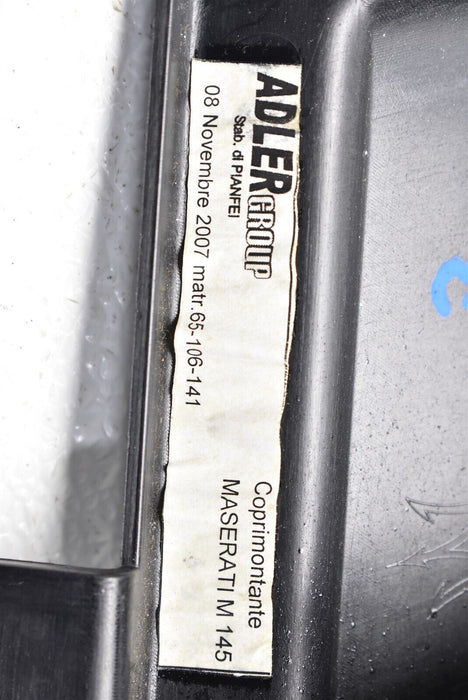 ADLER GROUP
Stab. di PIANFEI
08 Novembre 2007 matr.65-106-141
Coprimontante
MASERATI M 145